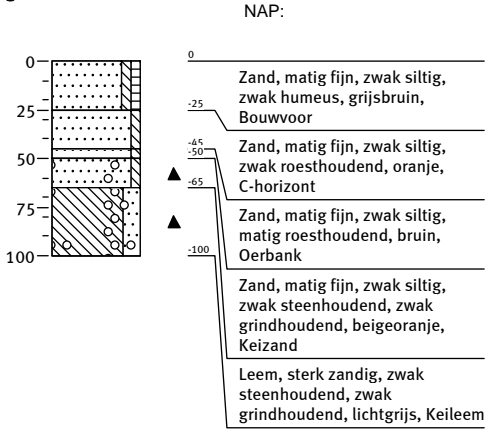 NAP:
0
25
50
75
100
0
-25
-45
-50
-65
-100
Zand, matig fijn, zwak siltig,
zwak humeus, grijsbruin,
Bouwvoor
Zand, matig fijn, zwak siltig,
zwak roesthoudend, oranje,
C-horizont
Zand, matig fijn, zwak siltig,
matig roesthoudend, bruin,
Oerbank
Zand, matig fijn, zwak siltig,
zwak steenhoudend, zwak
grindhoudend, beigeoranje,
Keizand
Leem, sterk zandig, zwak
steenhoudend, zwak
grindhoudend, lichtgrijs, Keileem